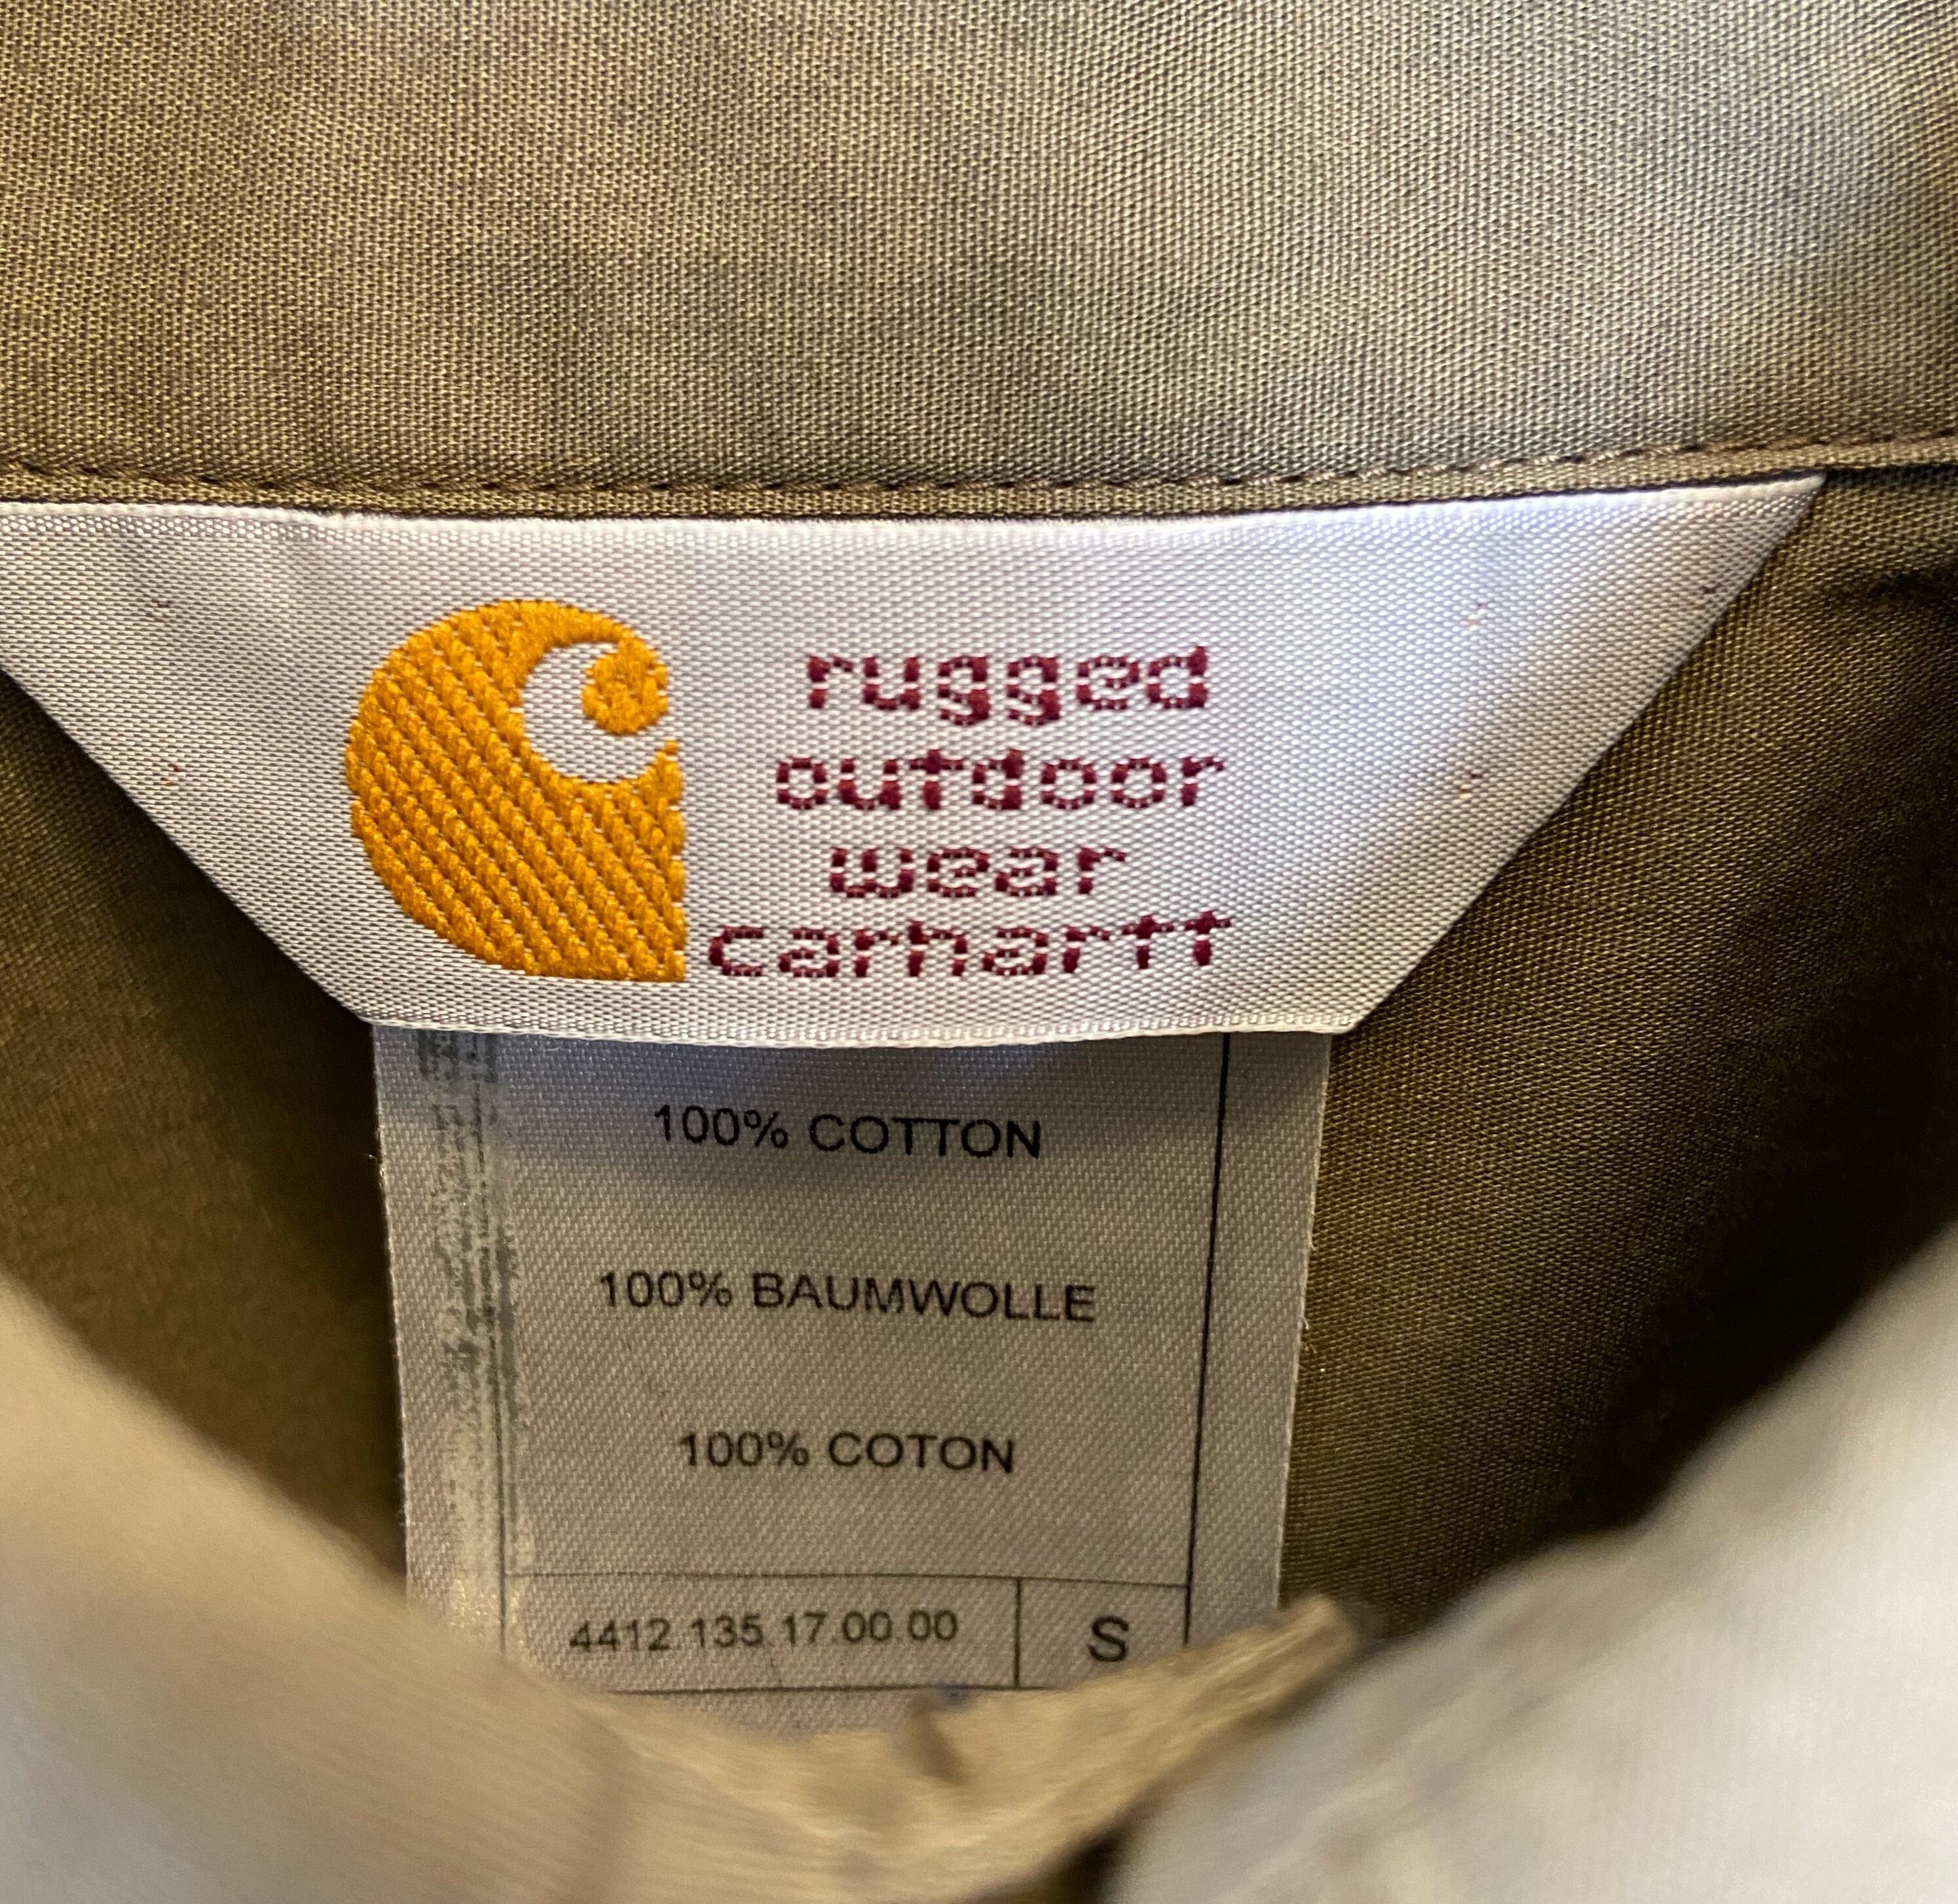 rugged
outdoor
wear
carhartt
100% COTTON
100% BAUMWOLLE
100% COTON
4412.135.17.00.00 S